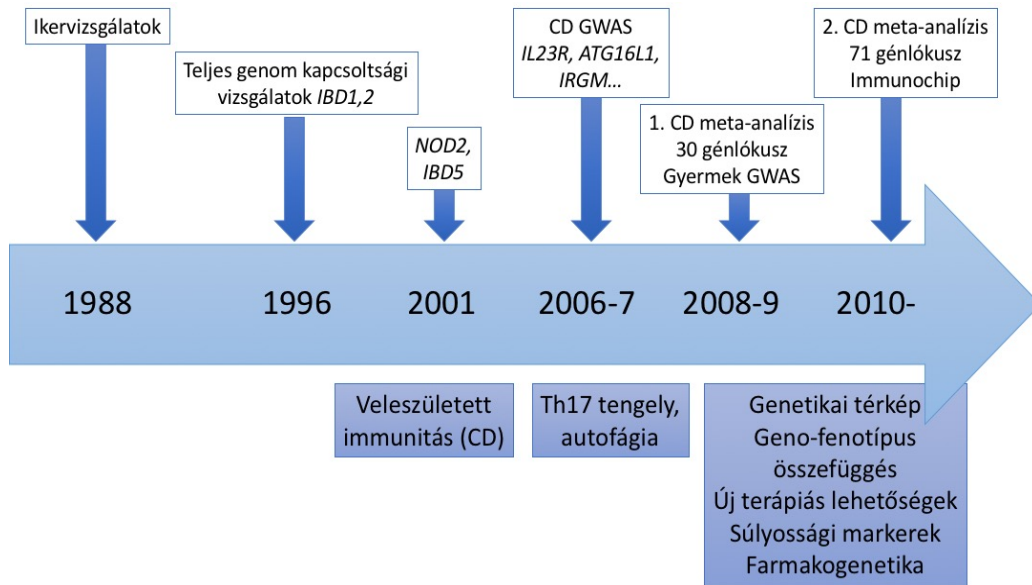 Ikervizsgálatok
Teljes genom kapcsoltsági
vizsgálatok IBD1,2
NOD2,
IBD5
CD GWAS
IL23R, ATG16L1,
IRGM...
1. CD meta-analízis
30 génlókusz
Gyermek GWAS
2. CD meta-analízis
71 génlókusz
Immunochip
1988
1996
2001
2006-7
2008-9
2010-
Veleszületett
immunitás (CD)
Th17 tengely,
autofágia
Genetikai térkép
Geno-fenotípus
összefüggés
Új terápiás lehetőségek
Súlyossági markerek
Farmakogenetika